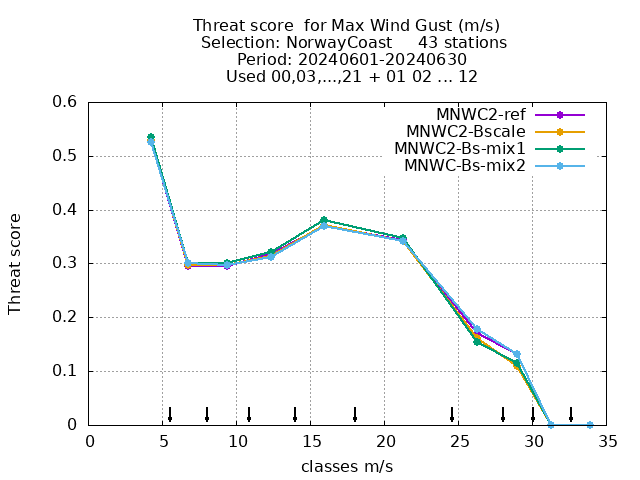 Threat score  for Max Wind Gust (m/s)
Selection: NorwayCoast     43 stations
Period: 20240601-20240630
Used 00,03,...,21 + 01 02 ... 12
MNWC2-ref
MNWC2-Bscale
MNWC2-Bs-mix1
MNWC-Bs-mix2
Threat score
0.6
0.5
0.4
0.3
0.2
0.1
0
0 5 10 15 20 25 30 35
classes m/s